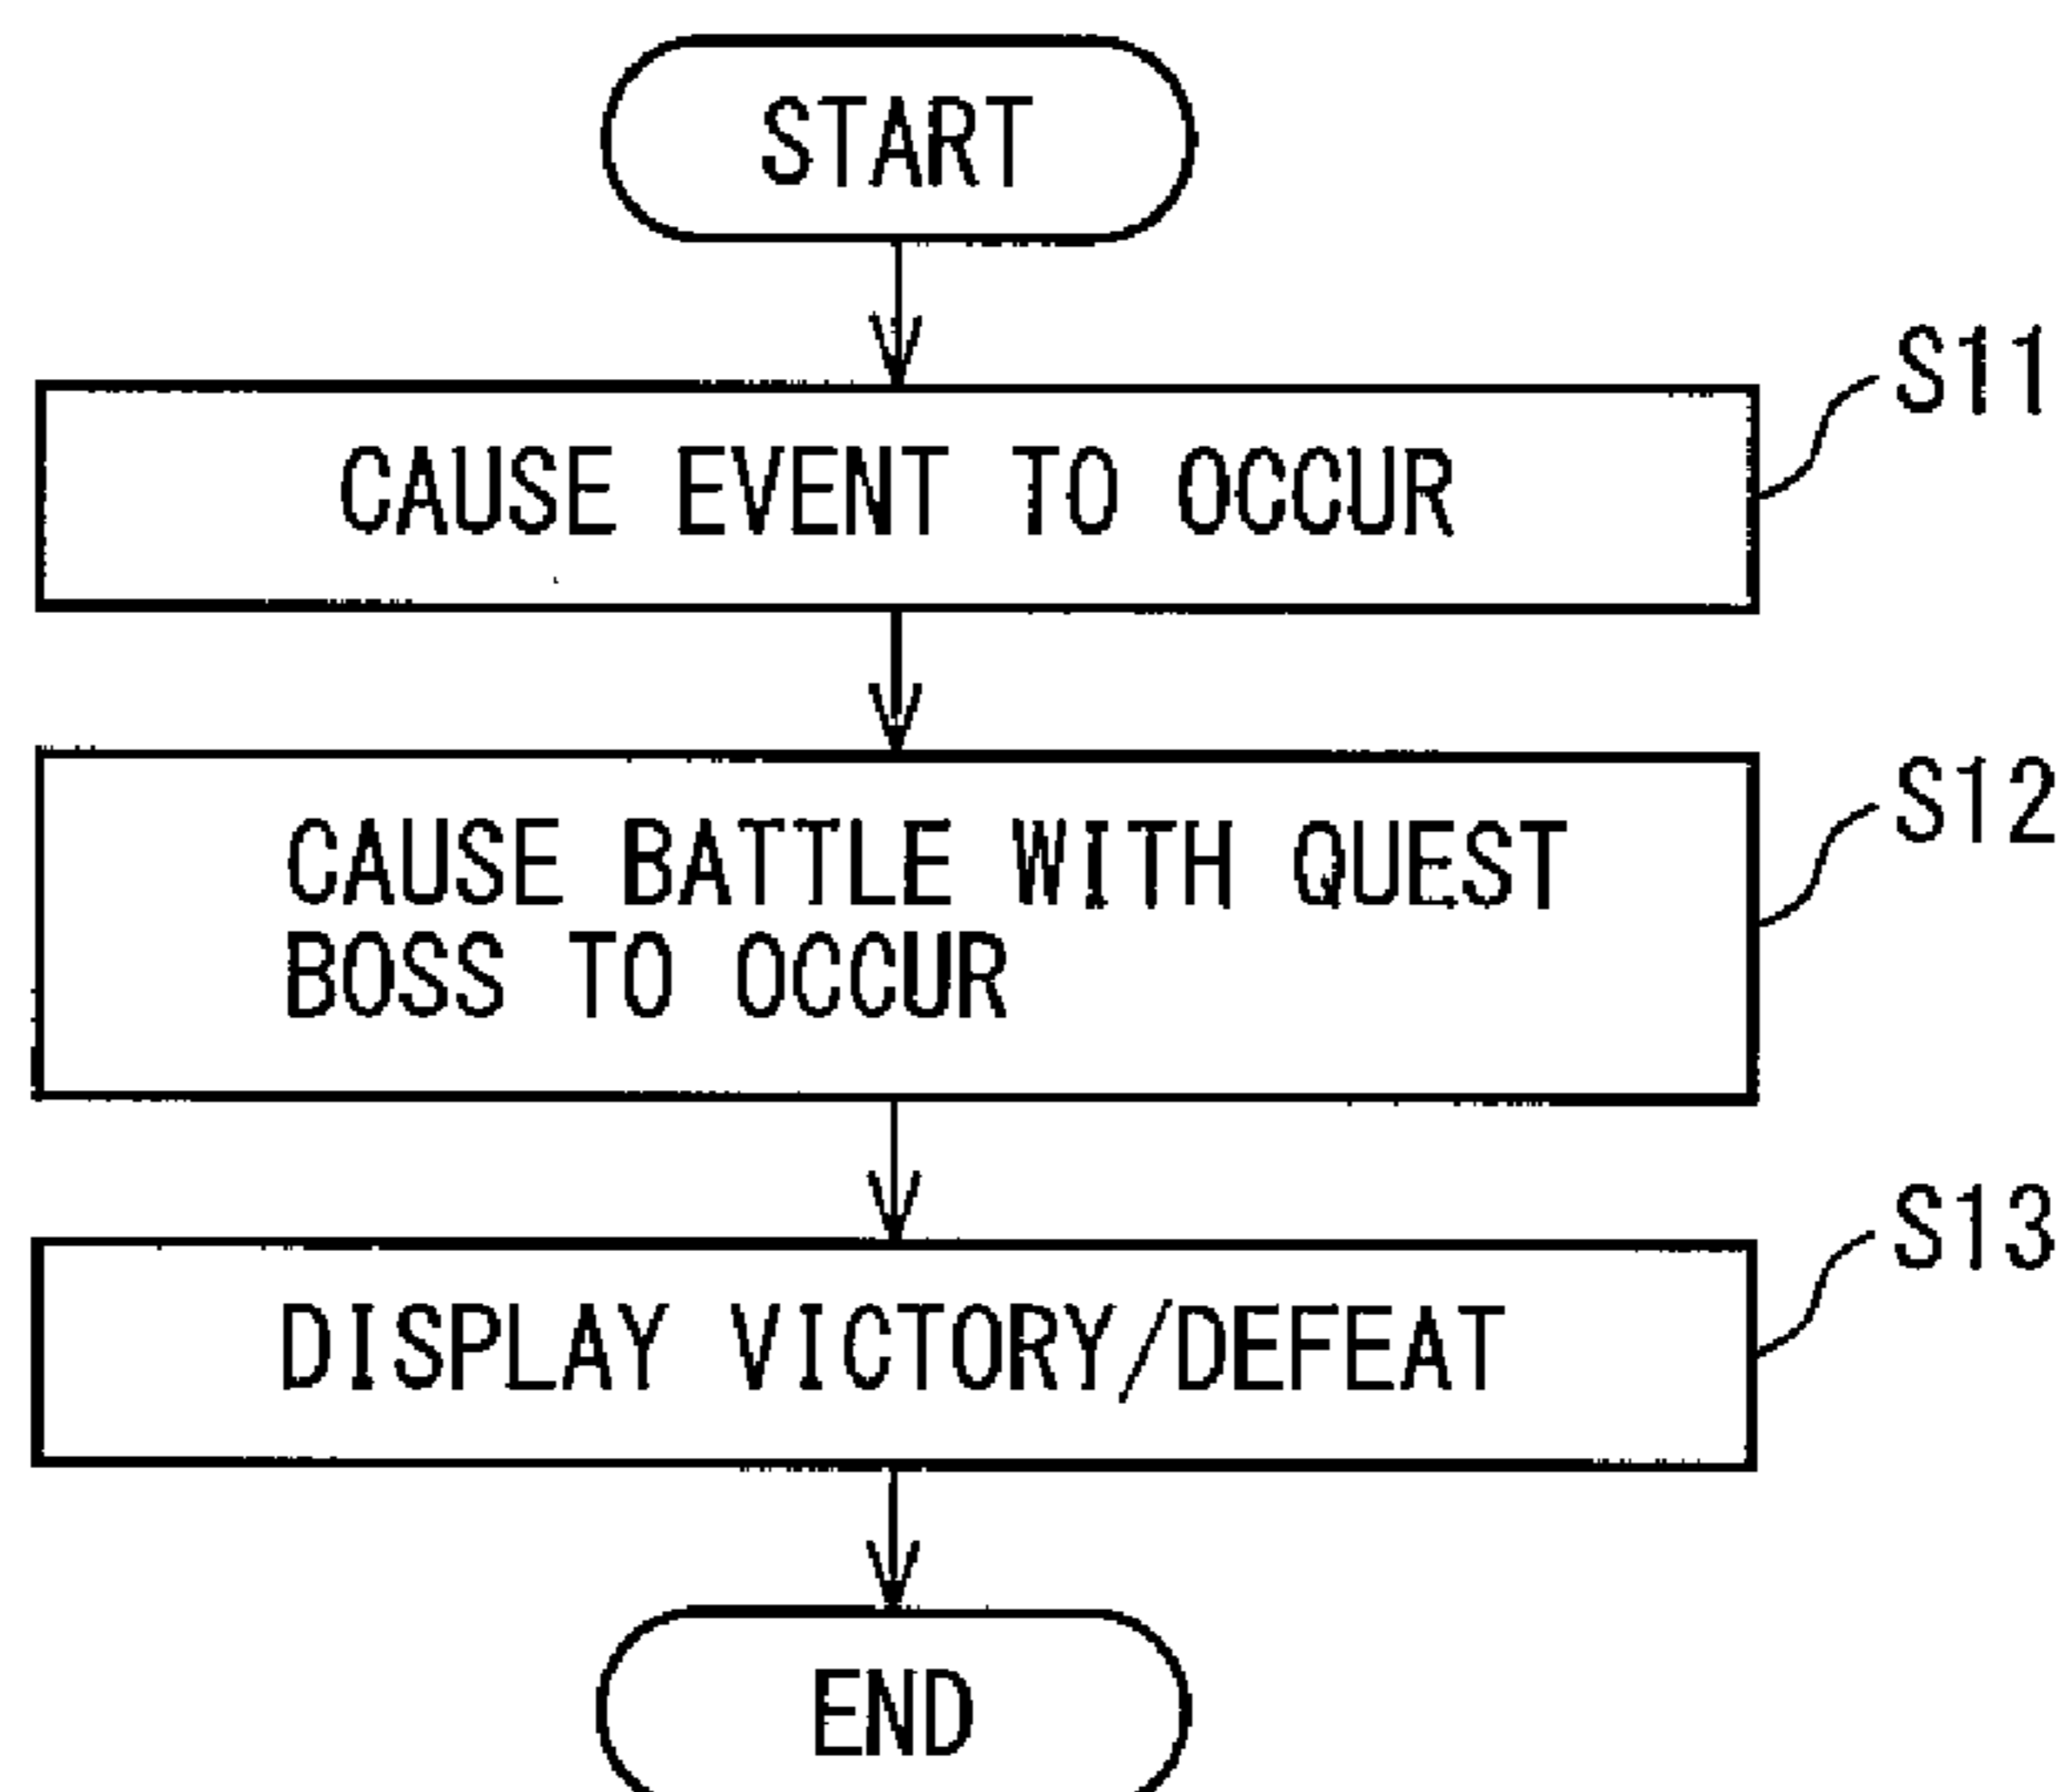 START
S11
CAUSE EVENT TO OCCUR
S12
CAUSE BATTLE WITH QUEST
BOSS TO OCCUR
S13
DISPLAY VICTORY/DEFEAT
END